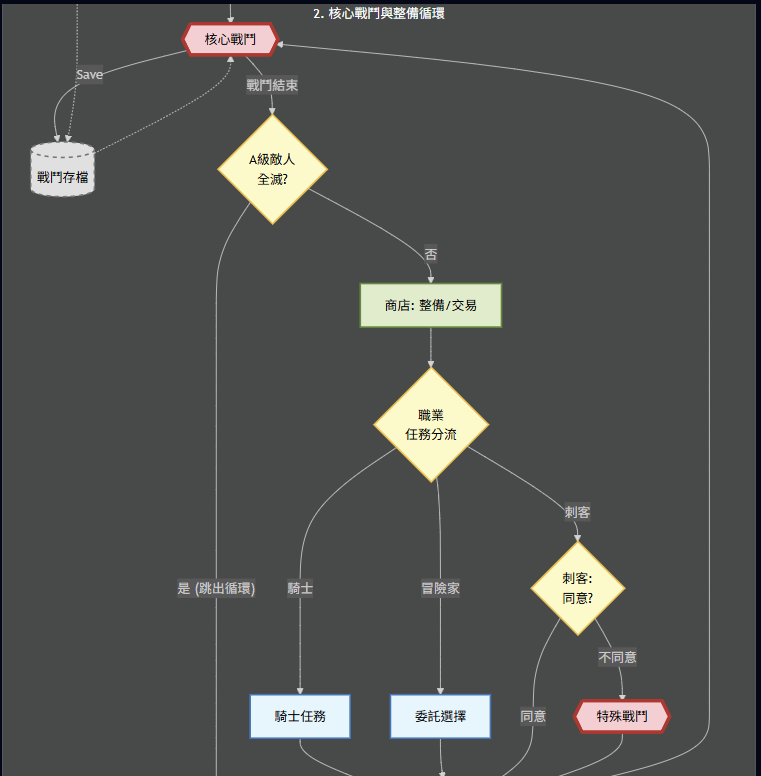 2. 核心戰鬥與整備循環
核心戰鬥
Save
戰鬥結束
A級敵人
全滅?
戰鬥存檔
否
商店: 整備/交易
職業
任務分流
刺客
刺客:
同意?
是 (跳出循環)
騎士
冒險家
不同意
騎士任務
委託選擇
同意
特殊戰鬥